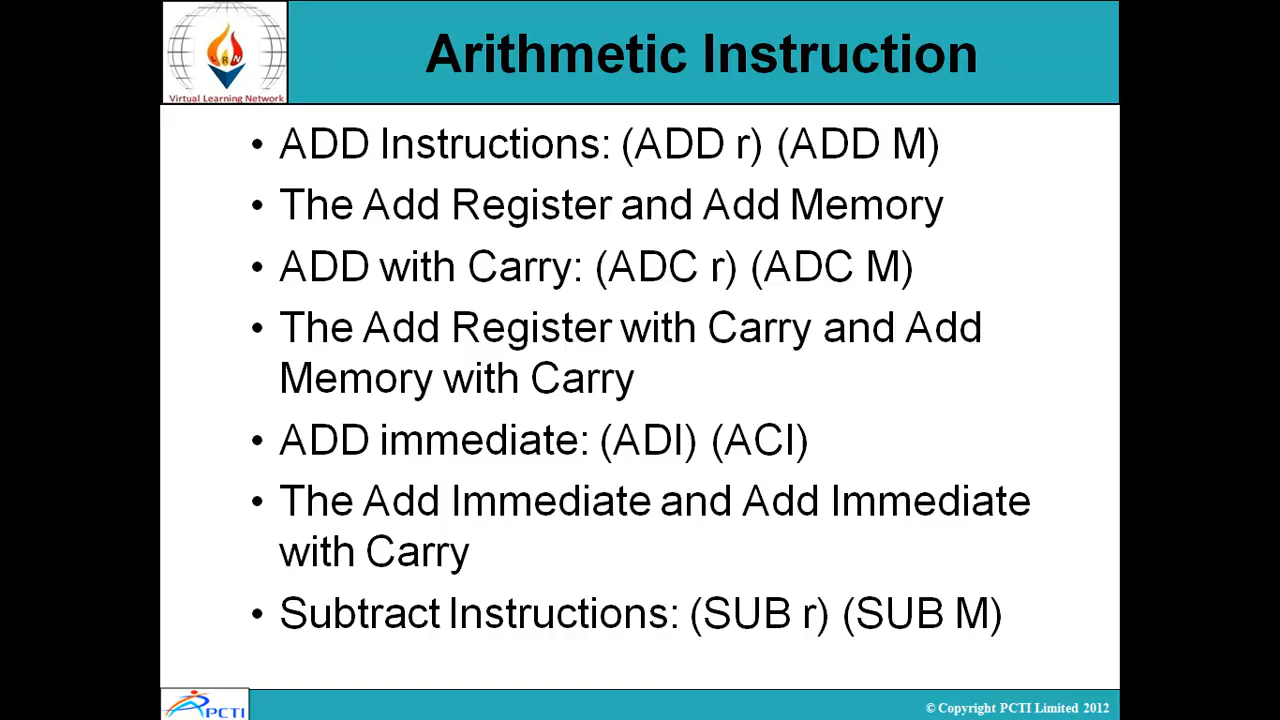 Arithmetic Instruction
LRN
Virtual Learning Network
• ADD Instructions: (ADD r) (ADD M)
• The Add Register and Add Memory
• ADD with Carry: (ADC r) (ADC M)
• The Add Register with Carry and Add
Memory with Carry
• ADD immediate: (ADI) (ACI)
• The Add Immediate and Add Immediate
with Carry
• Subtract Instructions: (SUB r) (SUB M)
PCTI
© Copyright PCTI Limited 2012